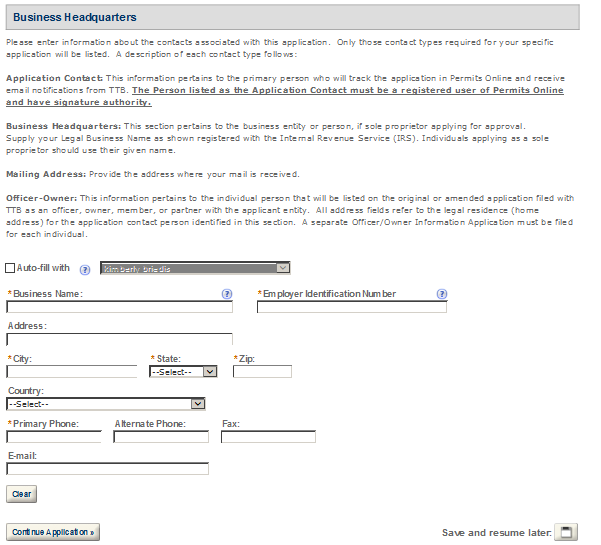 Business Headquarters
Please enter information about the contacts associated with this application. Only those contact types required for your specific
application will be listed. A description of each contact type follows:
Application Contact: This information pertains to the primary person who will track the application in Permits Online and receive
email notifications from TTB. The Person listed as the Application Contact must be a registered user of Permits Online
and have signature authority.
Business Headquarters: This section pertains to the business entity or person, if sole proprietor applying for approval.
Supply your Legal Business Name as shown registered with the Internal Revenue Service (IRS). Individuals applying as a sole
proprietor should use their given name.
Mailing Address: Provide the address where your mail is received.
Officer-Owner: This information pertains to the individual person that will be listed on the original or amended application filed with
TTB as an officer, owner, member, or partner with the applicant entity. All address fields refer to the legal residence (home
address) for the application contact person identified in this section. A separate Officer/Owner Information Application must be filed
for each individual.
Auto-fill with ? Kimberly Briedis
*Business Name: ? *Employer Identification Number ?
Address:
*City: *State: *Zip:
--Select--
Country:
--Select--
*Primary Phone: Alternate Phone: Fax:
E-mail:
Clear
Continue Application » Save and resume later: